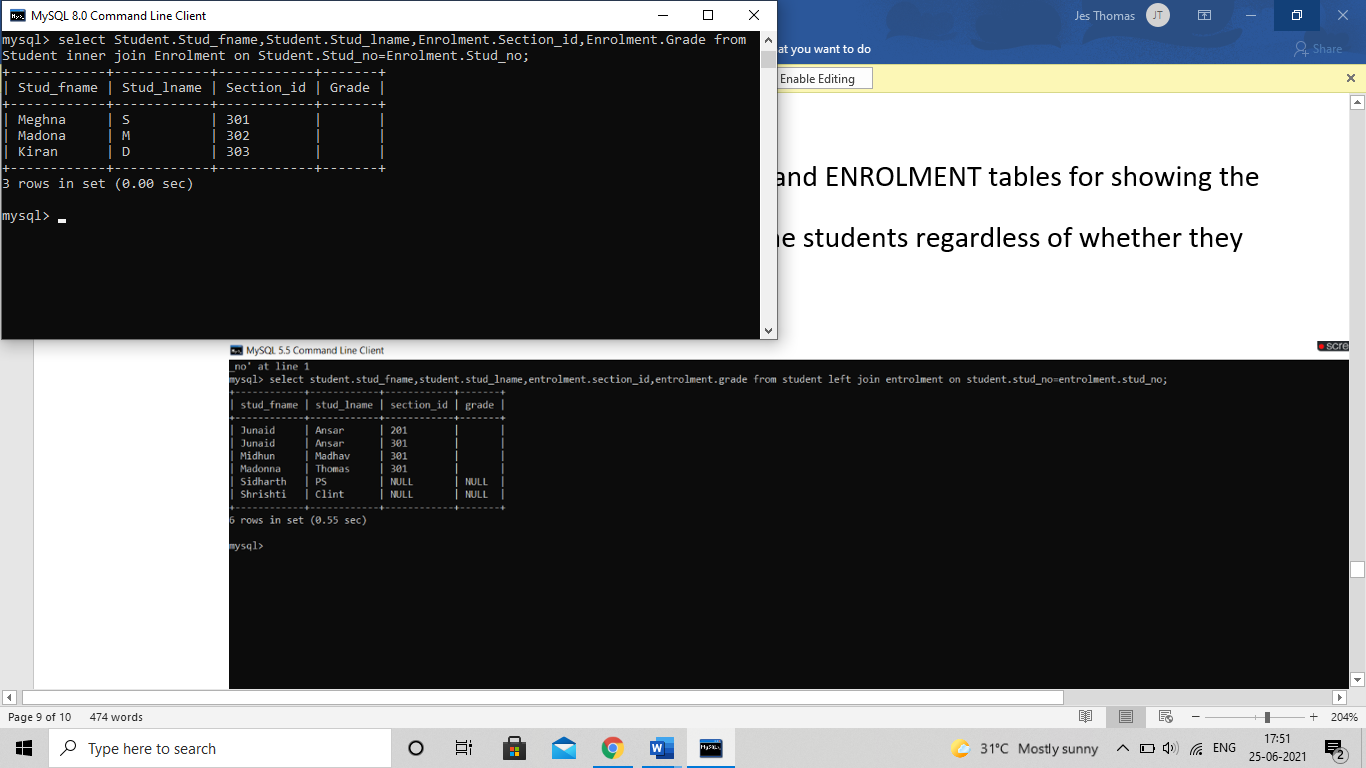 MySQL 8.0 Command Line Client
mysql> select Student.Stud_fname,Student.Stud_lname,Enrolment.Section_id,Enrolment.Grade from
Student inner join Enrolment on Student.Stud_no=Enrolment.Stud_no;
+------------+------------+------------+-------+
| Stud_fname | Stud_lname | Section_id | Grade |
+------------+------------+------------+-------+
| Meghna     | S          | 301        |       |
| Madona     | M          | 302        |       |
| Kiran      | D          | 303        |       |
+------------+------------+------------+-------+
3 rows in set (0.00 sec)
mysql>
Jes Thomas JT
at you want to do
Share
Enable Editing
and ENROLMENT tables for showing the
e students regardless of whether they
MySQL 5.5 Command Line Client
scre
_no' at line 1
mysql> select student.stud_fname,student.stud_lname,entrolment.section_id,entrolment.grade from student left join entrolment on student.stud_no=entrolment.stud_no;
+------------+------------+------------+-------+
| stud_fname | stud_lname | section_id | grade |
+------------+------------+------------+-------+
| Junaid     | Ansar      | 201        |       |
| Junaid     | Ansar      | 301        |       |
| Midhun     | Madhav     | 301        |       |
| Madonna    | Thomas     | 301        |       |
| Sidharth   | PS         | NULL       | NULL  |
| Shrishti   | Clint      | NULL       | NULL  |
+------------+------------+------------+-------+
6 rows in set (0.55 sec)
mysql>
Page 9 of 10 474 words
204%
Type here to search
31°C Mostly sunny
ENG
17:51
25-06-2021
2